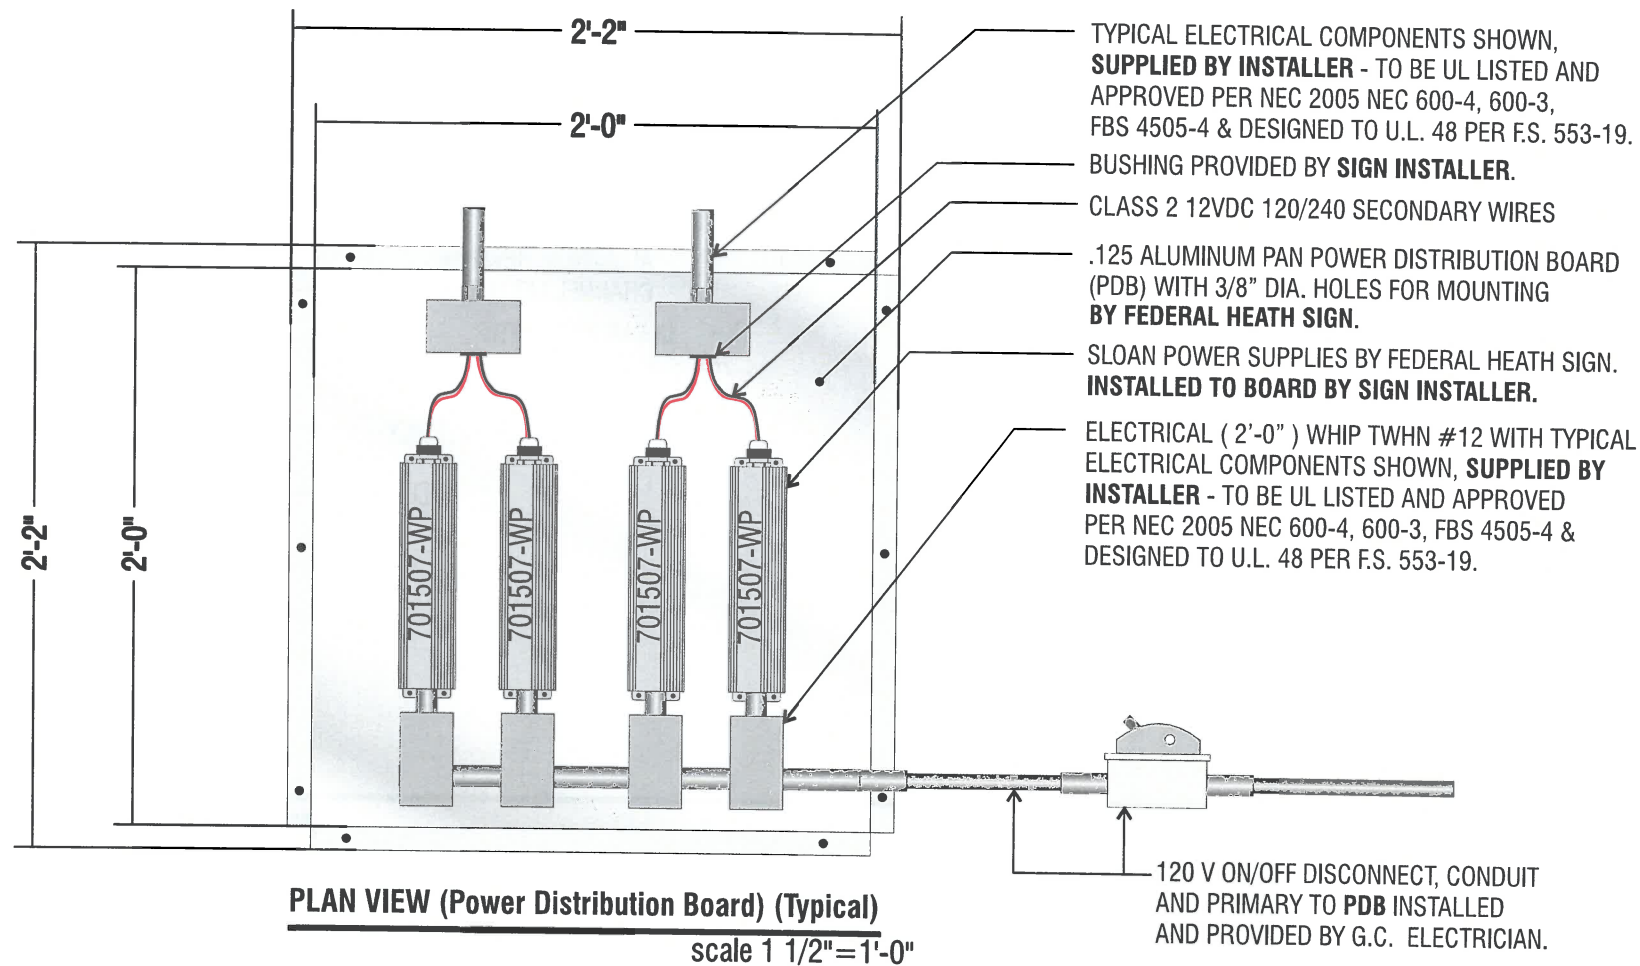 2'-2"
2'-0"
2'-2"
2'-0"
TYPICAL ELECTRICAL COMPONENTS SHOWN,
SUPPLIED BY INSTALLER - TO BE UL LISTED AND
APPROVED PER NEC 2005 NEC 600-4, 600-3,
FBS 4505-4 & DESIGNED TO U.L. 48 PER F.S. 553-19.
BUSHING PROVIDED BY SIGN INSTALLER.
CLASS 2 12VDC 120/240 SECONDARY WIRES
.125 ALUMINUM PAN POWER DISTRIBUTION BOARD
(PDB) WITH 3/8" DIA. HOLES FOR MOUNTING
BY FEDERAL HEATH SIGN.
SLOAN POWER SUPPLIES BY FEDERAL HEATH SIGN.
INSTALLED TO BOARD BY SIGN INSTALLER.
ELECTRICAL ( 2'-0" ) WHIP TWHN #12 WITH TYPICAL
ELECTRICAL COMPONENTS SHOWN, SUPPLIED BY
INSTALLER - TO BE UL LISTED AND APPROVED
PER NEC 2005 NEC 600-4, 600-3, FBS 4505-4 &
DESIGNED TO U.L. 48 PER F.S. 553-19.
701507-WP
701507-WP
701507-WP
701507-WP
120 V ON/OFF DISCONNECT, CONDUIT
AND PRIMARY TO PDB INSTALLED
AND PROVIDED BY G.C. ELECTRICIAN.
PLAN VIEW (Power Distribution Board) (Typical)
scale 1 1/2"=1'-0"